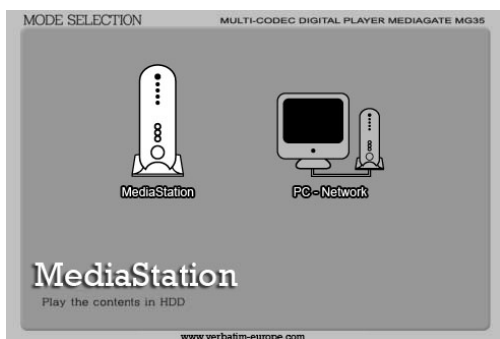 MODE SELECTION
MULTI-CODEC DIGITAL PLAYER MEDIAGATE MG35
MediaStation
PC - Network
MediaStation
Play the contents in HDD
www.verbatim-europe.com